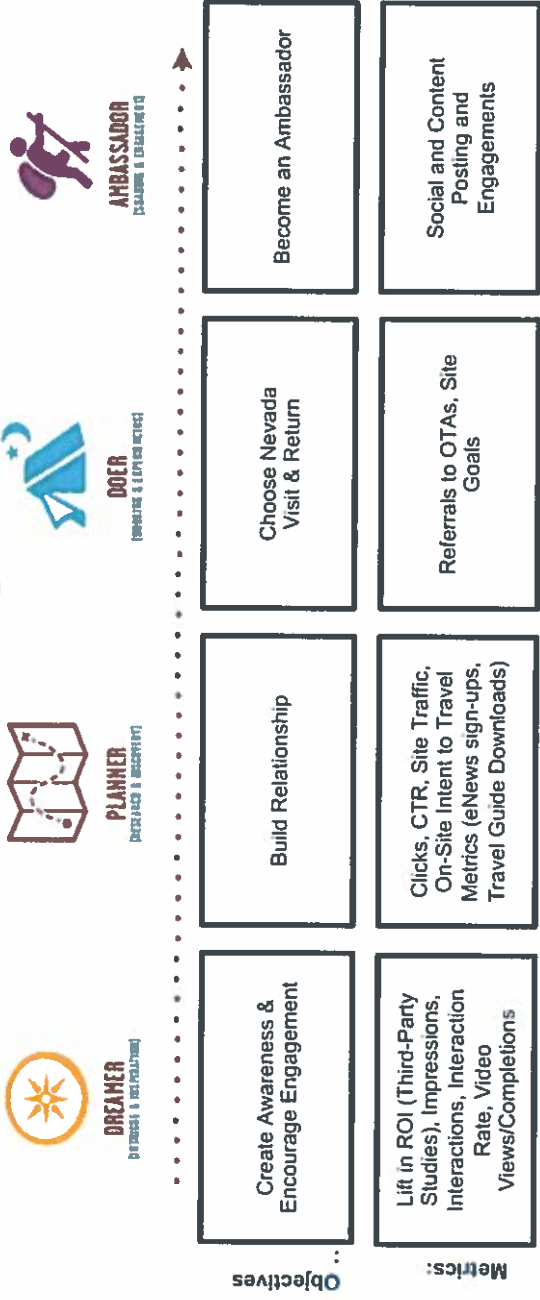 DREAMER
PLANNER
DOER
AMBASSADOR
Objectives:
Create Awareness &
Encourage Engagement
Build Relationship
Choose Nevada
Visit & Return
Become an Ambassador
Metrics:
Lift in ROI (Third-Party
Studies), Impressions,
Interactions, Interaction
Rate, Video
Views/Completions
Clicks, CTR, Site Traffic,
On-Site Intent to Travel
Metrics (eNews sign-ups,
Travel Guide Downloads)
Referrals to OTAs, Site
Goals
Social and Content
Posting and
Engagements